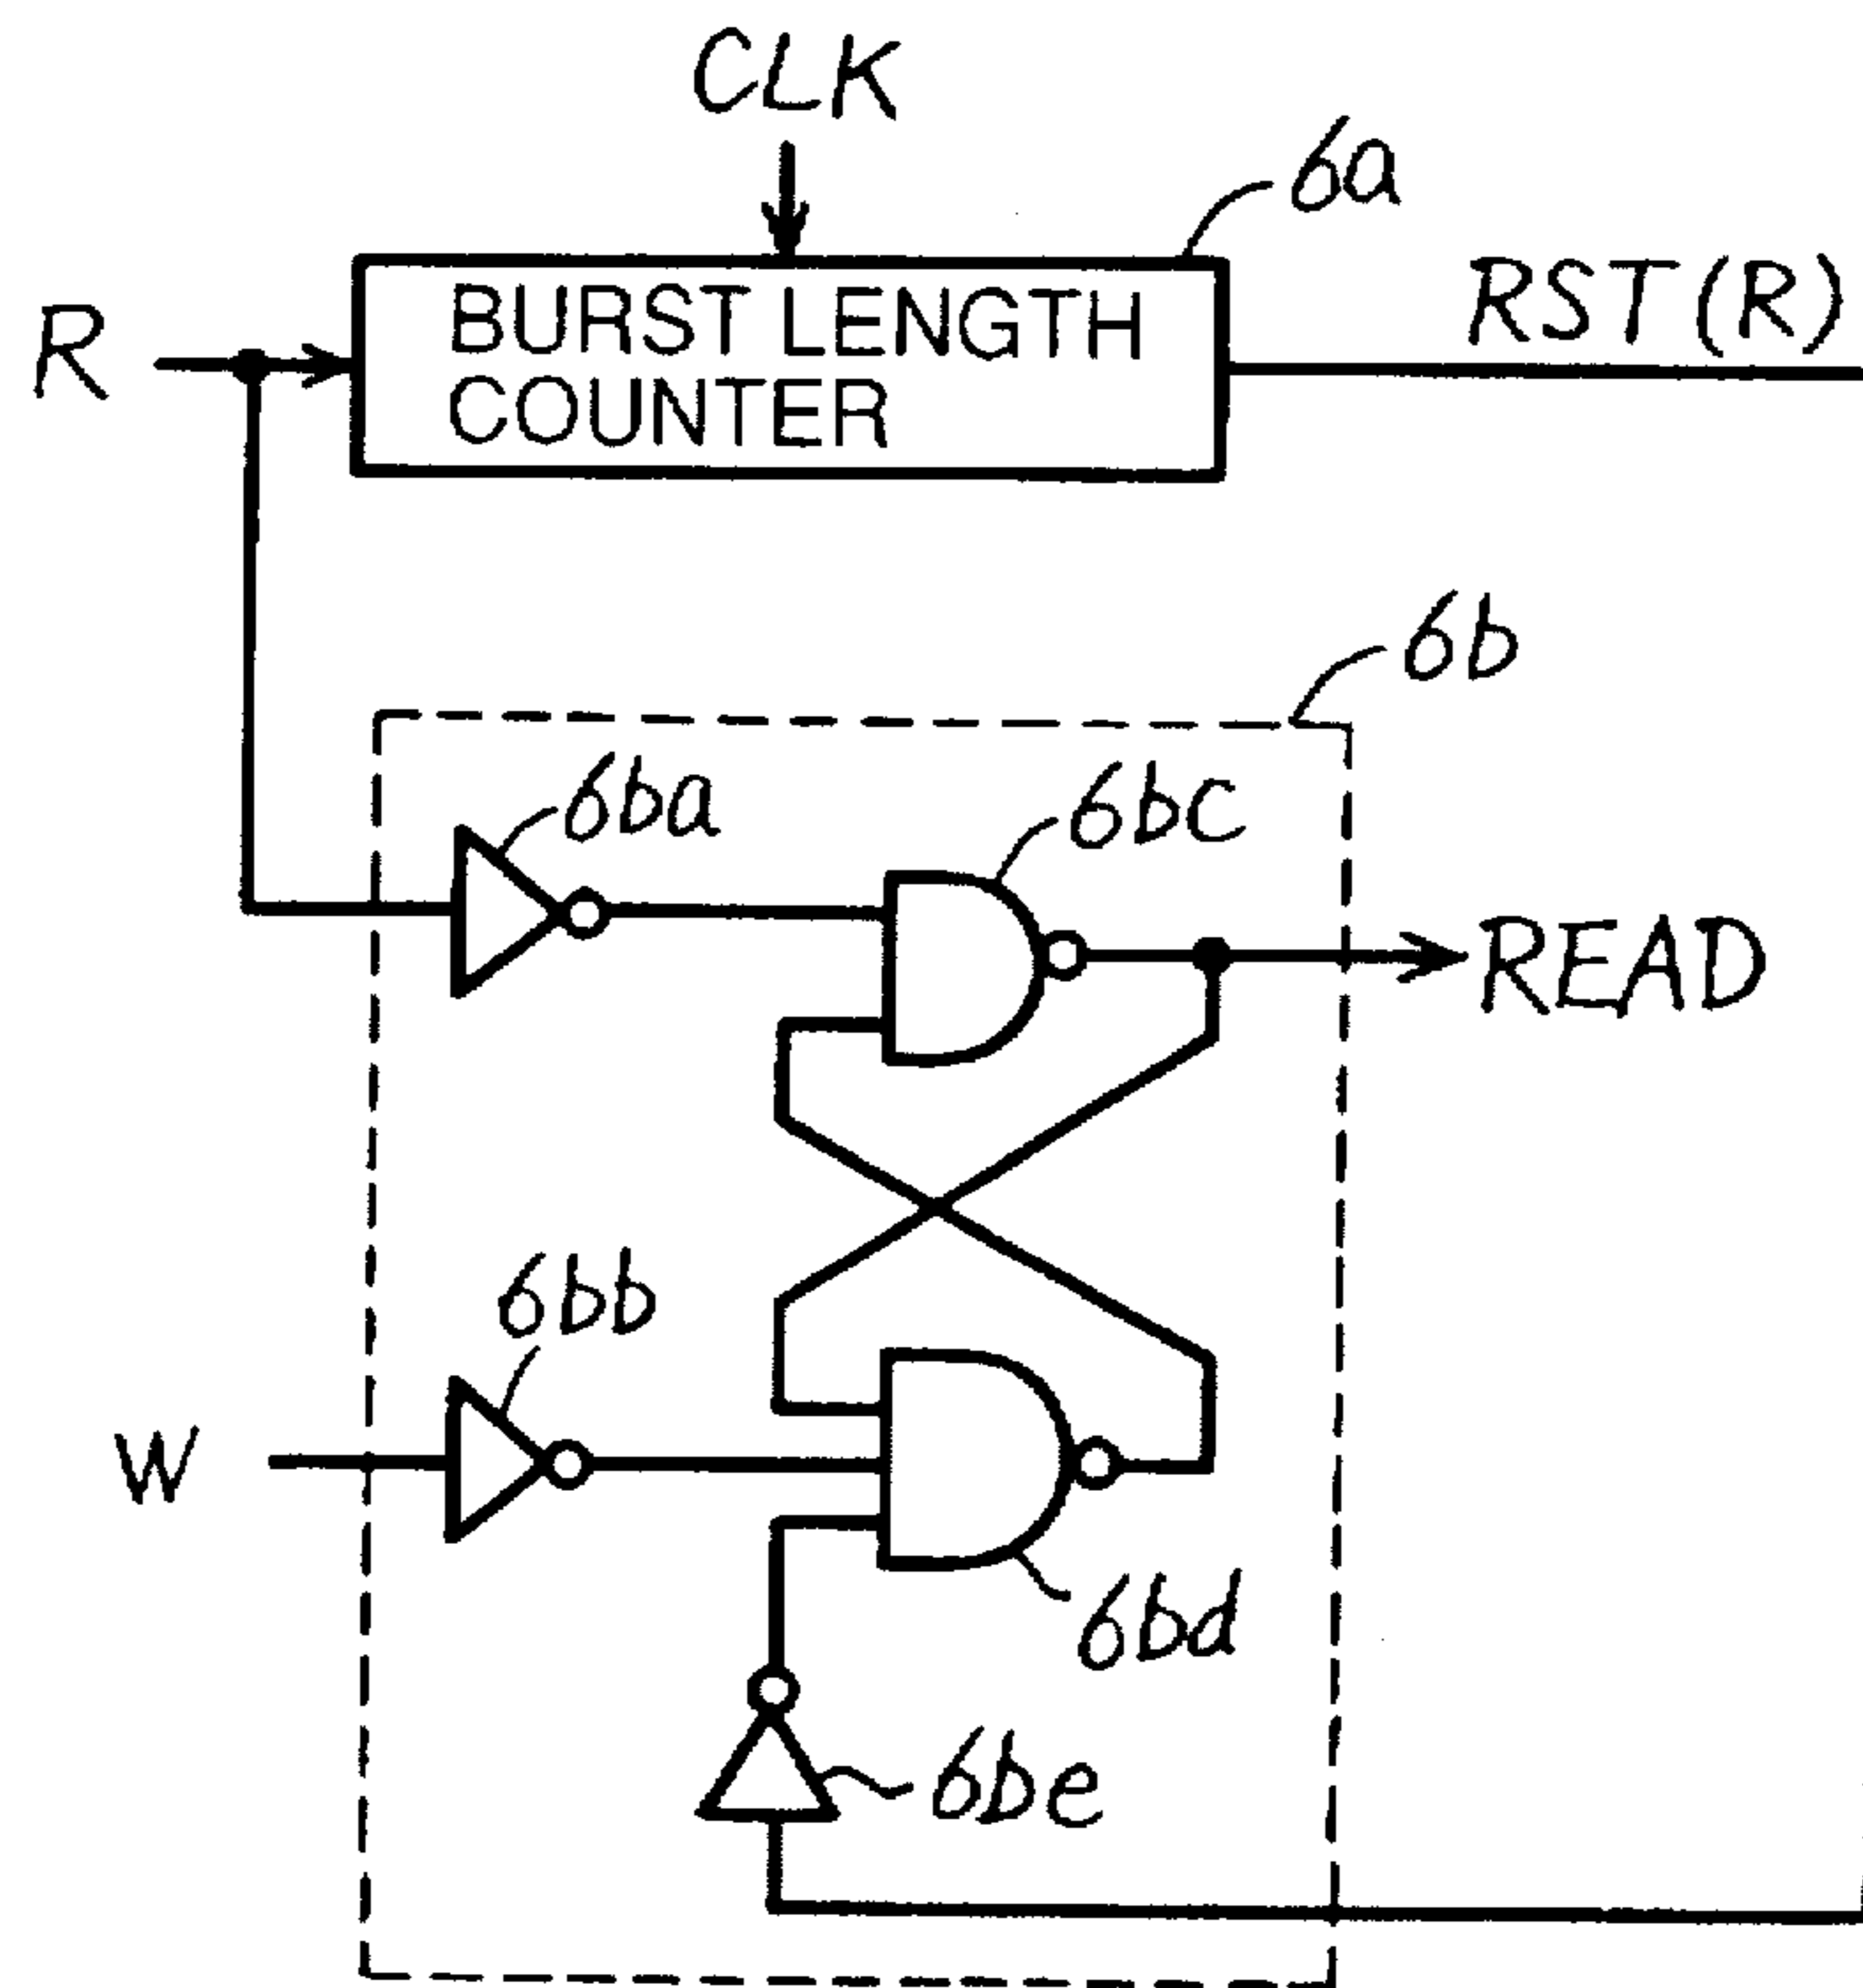 CLK
6a
R
BURST LENGTH
COUNTER
RST (R)
6b
6ba
6bc
READ
6bb
W
6bd
6be